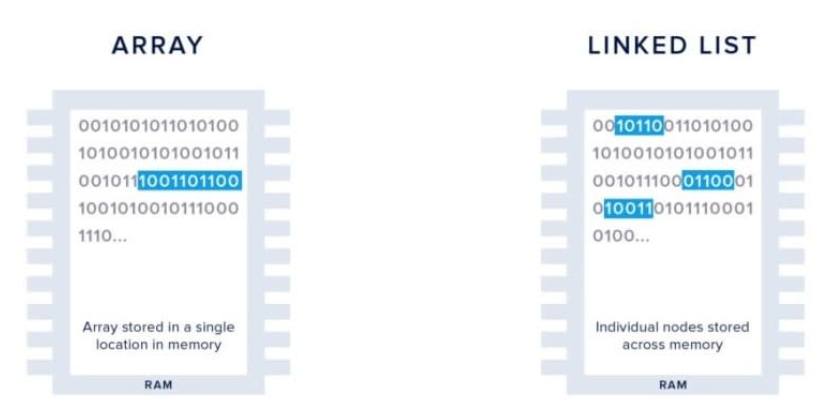 ARRAY
0010101011010100
1010010101001011
0010111001101100
1001010010111000
1110...
Array stored in a single
location in memory
RAM
LINKED LIST
0010110011010100
1010010101001011
0010111000110001
0100110101110001
0100...
Individual nodes stored
across memory
RAM